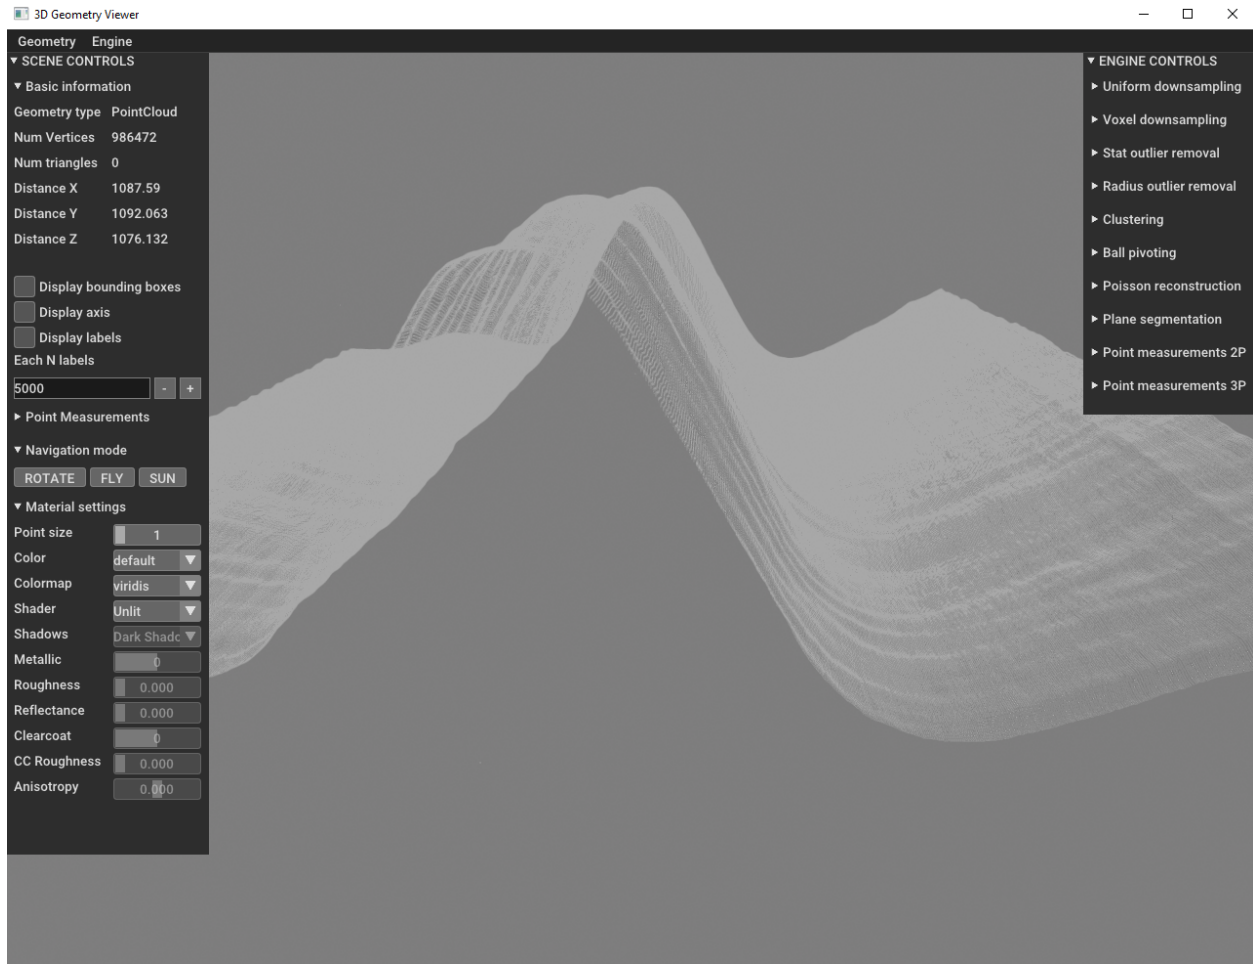 3D Geometry Viewer
Geometry Engine
SCENE CONTROLS
Basic information
Geometry type PointCloud
Num Vertices 986472
Num triangles 0
Distance X 1087.59
Distance Y 1092.063
Distance Z 1076.132
Display bounding boxes
Display axis
Display labels
Each N labels
5000 - +
Point Measurements
Navigation mode
ROTATE FLY SUN
Material settings
Point size 1
Color default
Colormap viridis
Shader Unlit
Shadows Dark Shadc
Metallic 0
Roughness 0.000
Reflectance 0.000
Clearcoat 0
CC Roughness 0.000
Anisotropy 0.000
ENGINE CONTROLS
Uniform downsampling
Voxel downsampling
Stat outlier removal
Radius outlier removal
Clustering
Ball pivoting
Poisson reconstruction
Plane segmentation
Point measurements 2P
Point measurements 3P